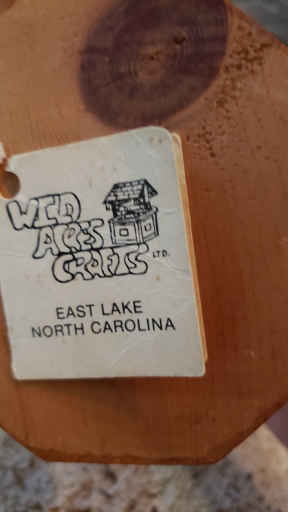 WILD
ACRES
CRAFTS LTD.
EAST LAKE
NORTH CAROLINA